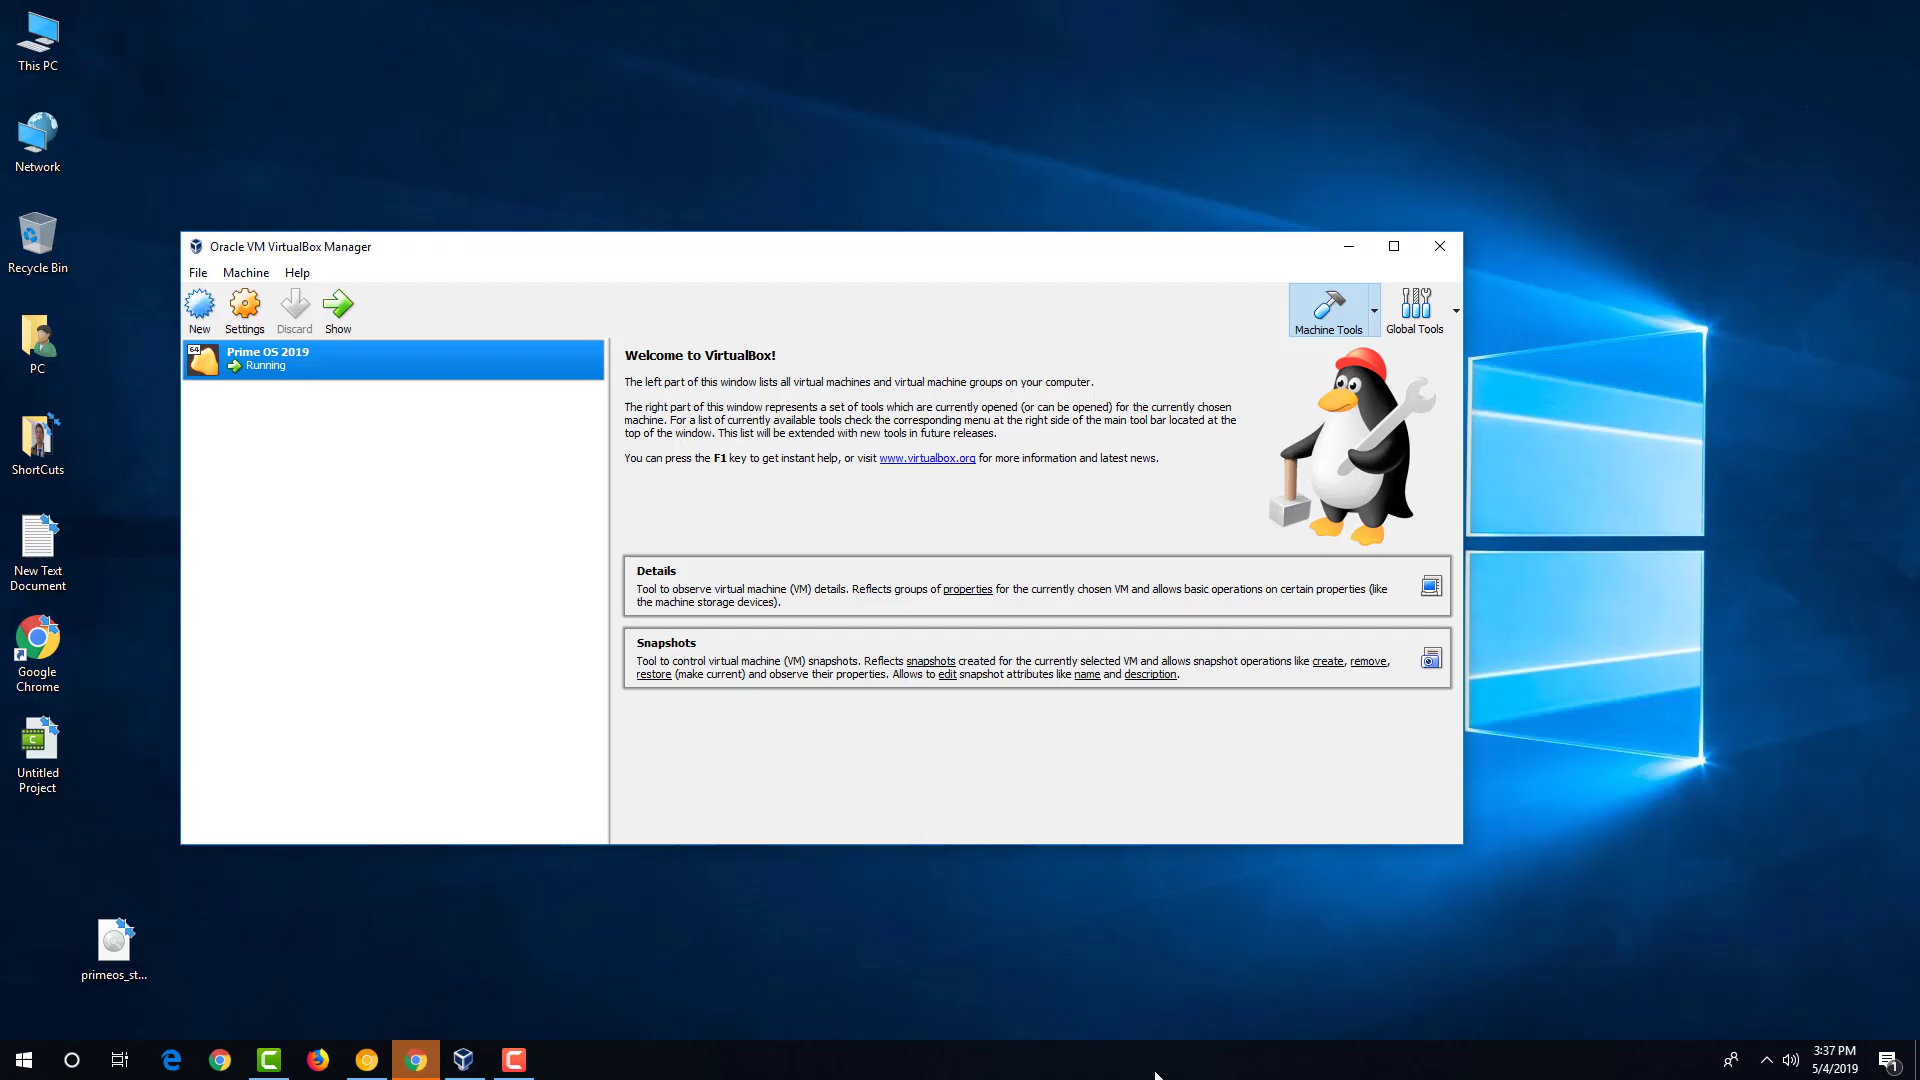 This PC
Network
Recycle Bin
PC
ShortCuts
New Text
Document
Google
Chrome
Untitled
Project
primeos_st...
Oracle VM VirtualBox Manager
File Machine Help
New Settings Discard Show
Machine Tools Global Tools
64
Prime OS 2019
Running
Welcome to VirtualBox!
The left part of this window lists all virtual machines and virtual machine groups on your computer.
The right part of this window represents a set of tools which are currently opened (or can be opened) for the currently chosen
machine. For a list of currently available tools check the corresponding menu at the right side of the main tool bar located at the
top of the window. This list will be extended with new tools in future releases.
You can press the F1 key to get instant help, or visit www.virtualbox.org for more information and latest news.
Details
Tool to observe virtual machine (VM) details. Reflects groups of properties for the currently chosen VM and allows basic operations on certain properties (like
the machine storage devices).
Snapshots
Tool to control virtual machine (VM) snapshots. Reflects snapshots created for the currently selected VM and allows snapshot operations like create, remove,
restore (make current) and observe their properties. Allows to edit snapshot attributes like name and description.
3:37 PM
5/4/2019
1